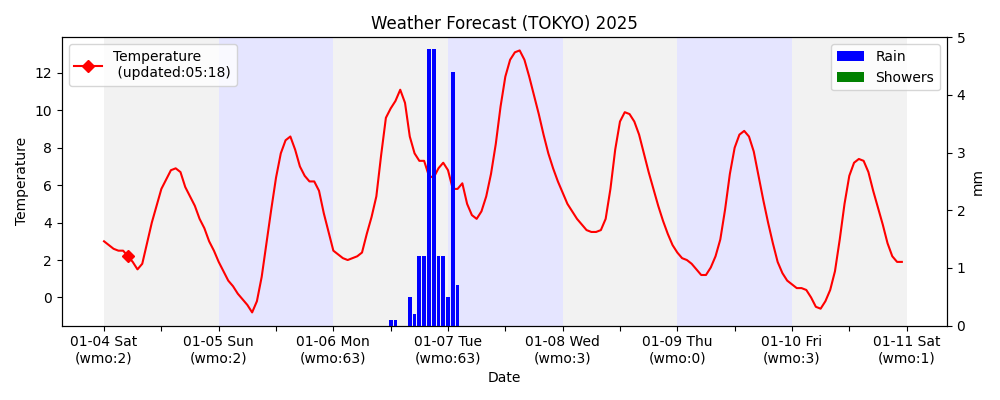 Weather Forecast (TOKYO) 2025
Temperature
(updated:05:18)
Rain
Showers
Temperature
12
10
8
6
4
2
0
5
4
3
2
1
0
mm
01-04 Sat
(wmo:2)
01-05 Sun
(wmo:2)
01-06 Mon
(wmo:63)
01-07 Tue
(wmo:63)
01-08 Wed
(wmo:3)
01-09 Thu
(wmo:0)
01-10 Fri
(wmo:3)
01-11 Sat
(wmo:1)
Date